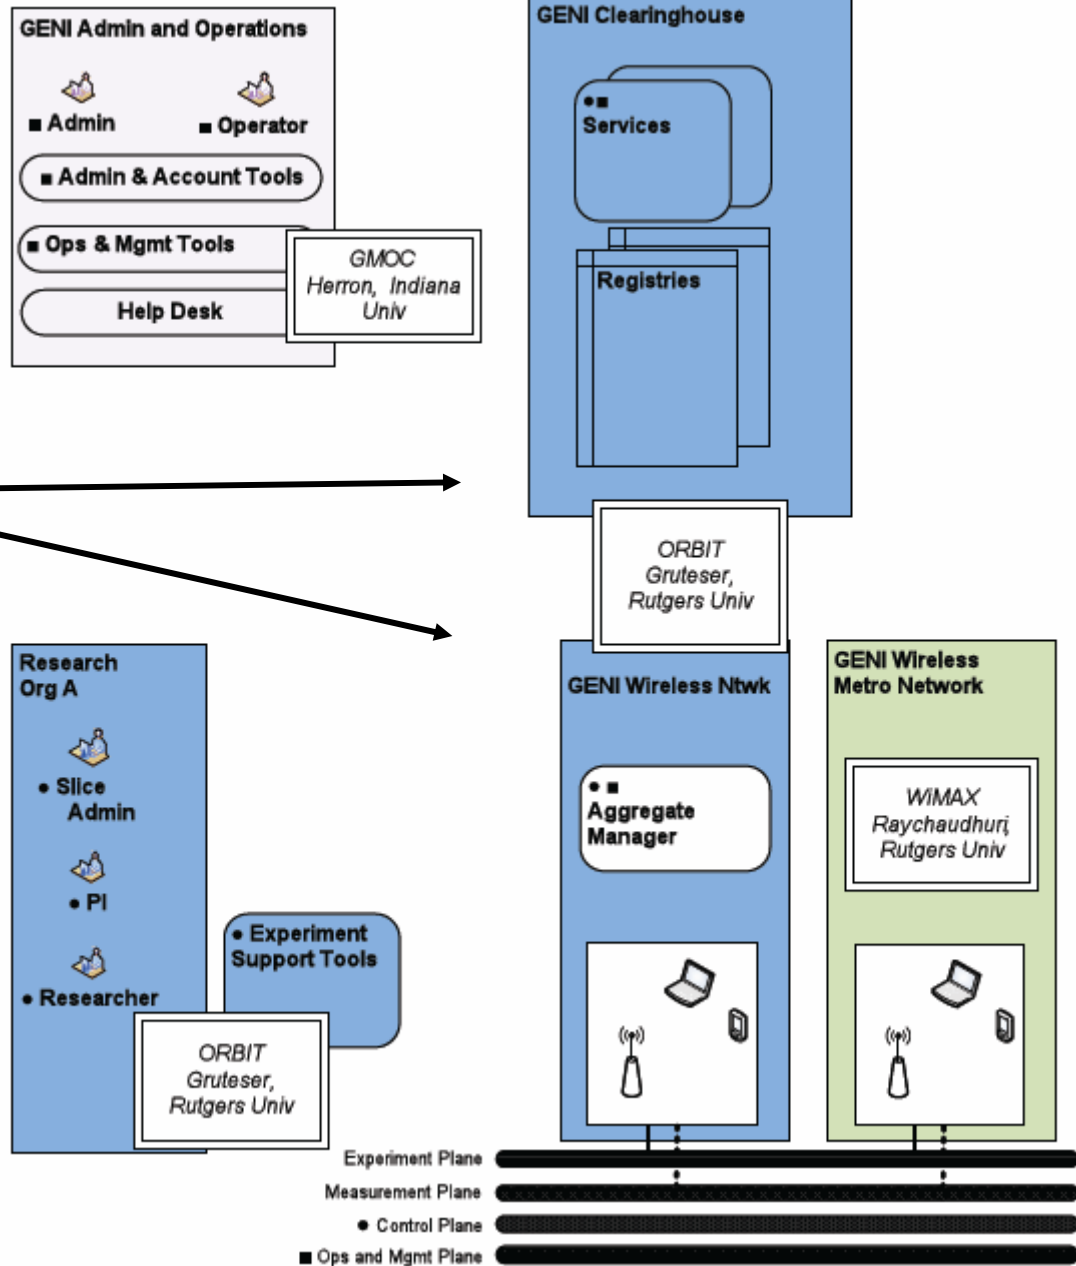 GENI Admin and Operations
■ Admin
■ Operator
■ Admin & Account Tools
■ Ops & Mgmt Tools
Help Desk
GMOC
Herron, Indiana
Univ
GENI Clearinghouse
●■
Services
Registries
ORBIT
Gruteser,
Rutgers Univ
Research
Org A
● Slice
Admin
● PI
● Researcher
● Experiment
Support Tools
ORBIT
Gruteser,
Rutgers Univ
GENI Wireless Ntwk
● ■
Aggregate
Manager
GENI Wireless
Metro Network
WiMAX
Raychaudhuri,
Rutgers Univ
Experiment Plane
Measurement Plane
● Control Plane
■ Ops and Mgmt Plane